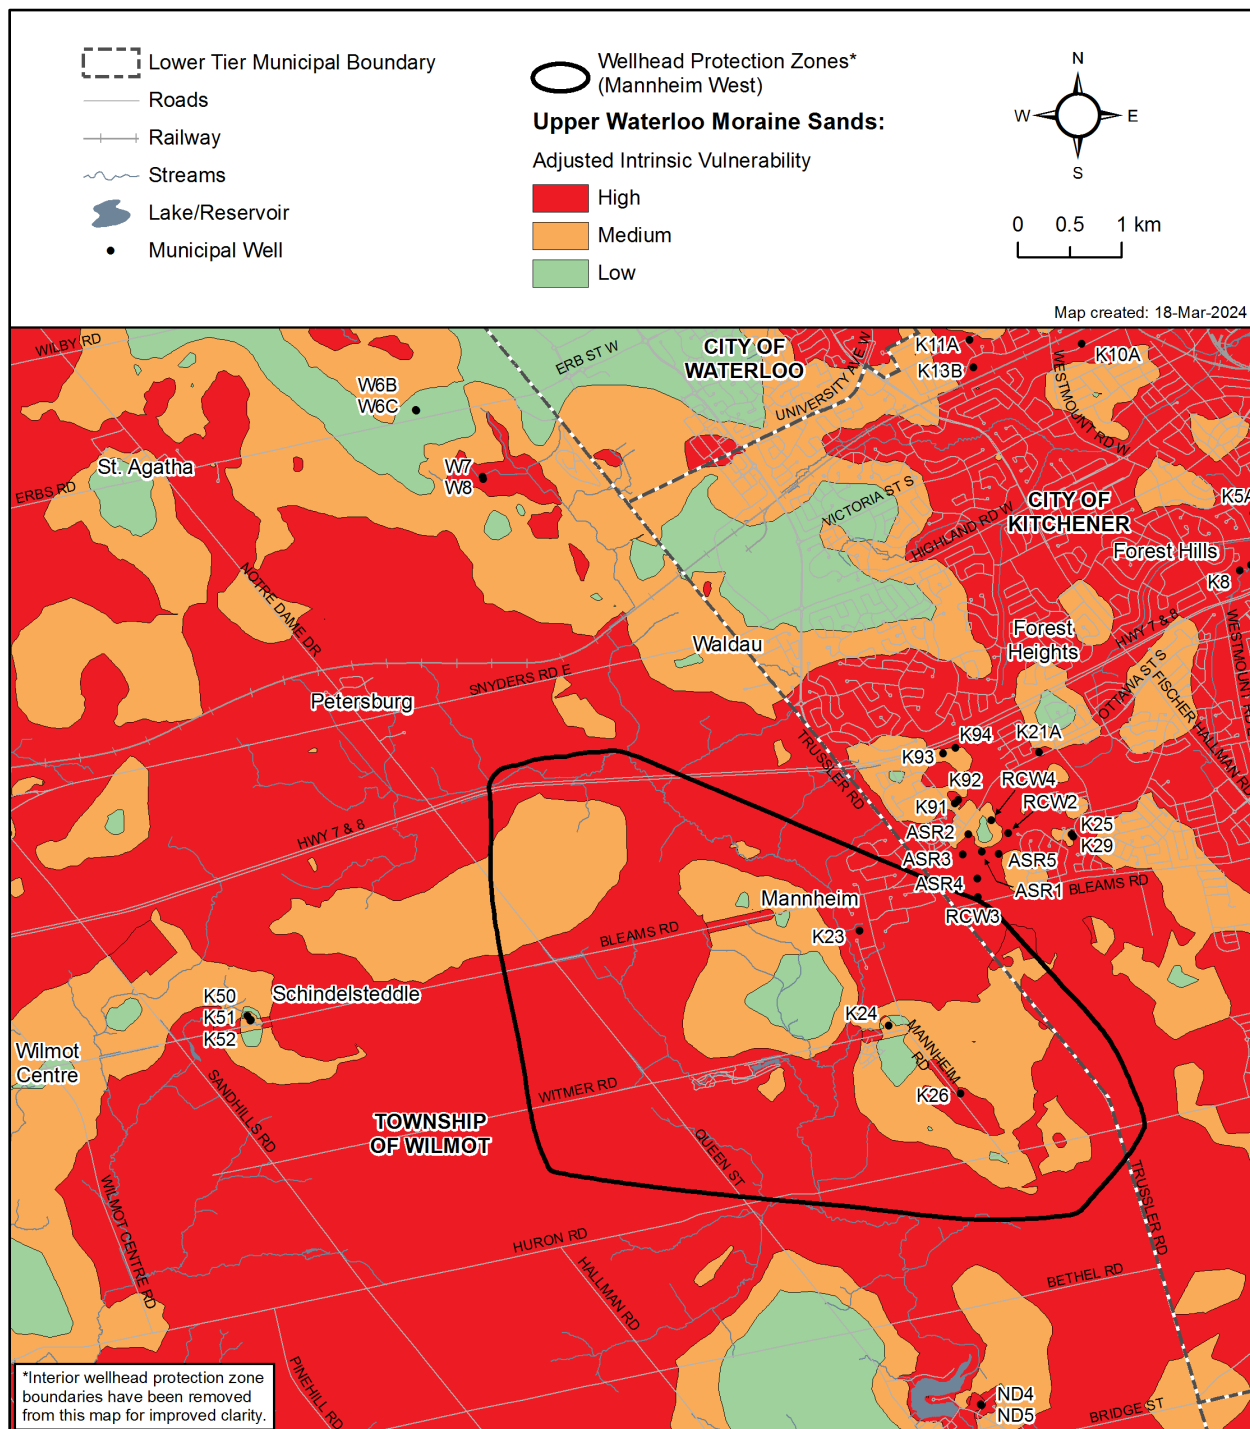 Lower Tier Municipal Boundary
Roads
Railway
Streams
Lake/Reservoir
Municipal Well
Wellhead Protection Zones*
(Mannheim West)
Upper Waterloo Moraine Sands:
Adjusted Intrinsic Vulnerability
High
Medium
Low
N
W
E
S
0 0.5 1 km
Map created: 18-Mar-2024
WILBY RD
ERB ST W
CITY OF
WATERLOO
UNIVERSITY AVE W
K11A
K13B
K10A
WESTMOUNT RD W
W6B
W6C
St. Agatha
ERBS RD
W7
W8
VICTORIA ST S
HIGHLAND RD W
CITY OF
KITCHENER
K5A
Forest Hills
K8
NOTRE DAME DR
Waldau
Forest
Heights
HWY 7 & 8
WESTMOUNT RD E
OTTAWA ST S
FISCHER HALLMAN RD
SNYDERS RD E
Petersburg
TRUSSLER RD
K94
K93
K21A
K92
K91
RCW4
RCW2
HWY 7 & 8
ASR2
K25
K29
ASR3
ASR5
ASR4
ASR1
BLEAMS RD
Mannheim
RCW3
BLEAMS RD
K23
K50
K51
K52
Schindelsteddle
K24
MANNHEIM
RD
Wilmot
Centre
SANDHILLS RD
WITMER RD
K26
TOWNSHIP
OF WILMOT
QUEEN ST
TRUSSLER RD
WILMOT CENTRE RD
HURON RD
HALLMAN RD
BETHEL RD
PINEHILL RD
ND4
ND5
BRIDGE ST
*Interior wellhead protection zone
boundaries have been removed
from this map for improved clarity.